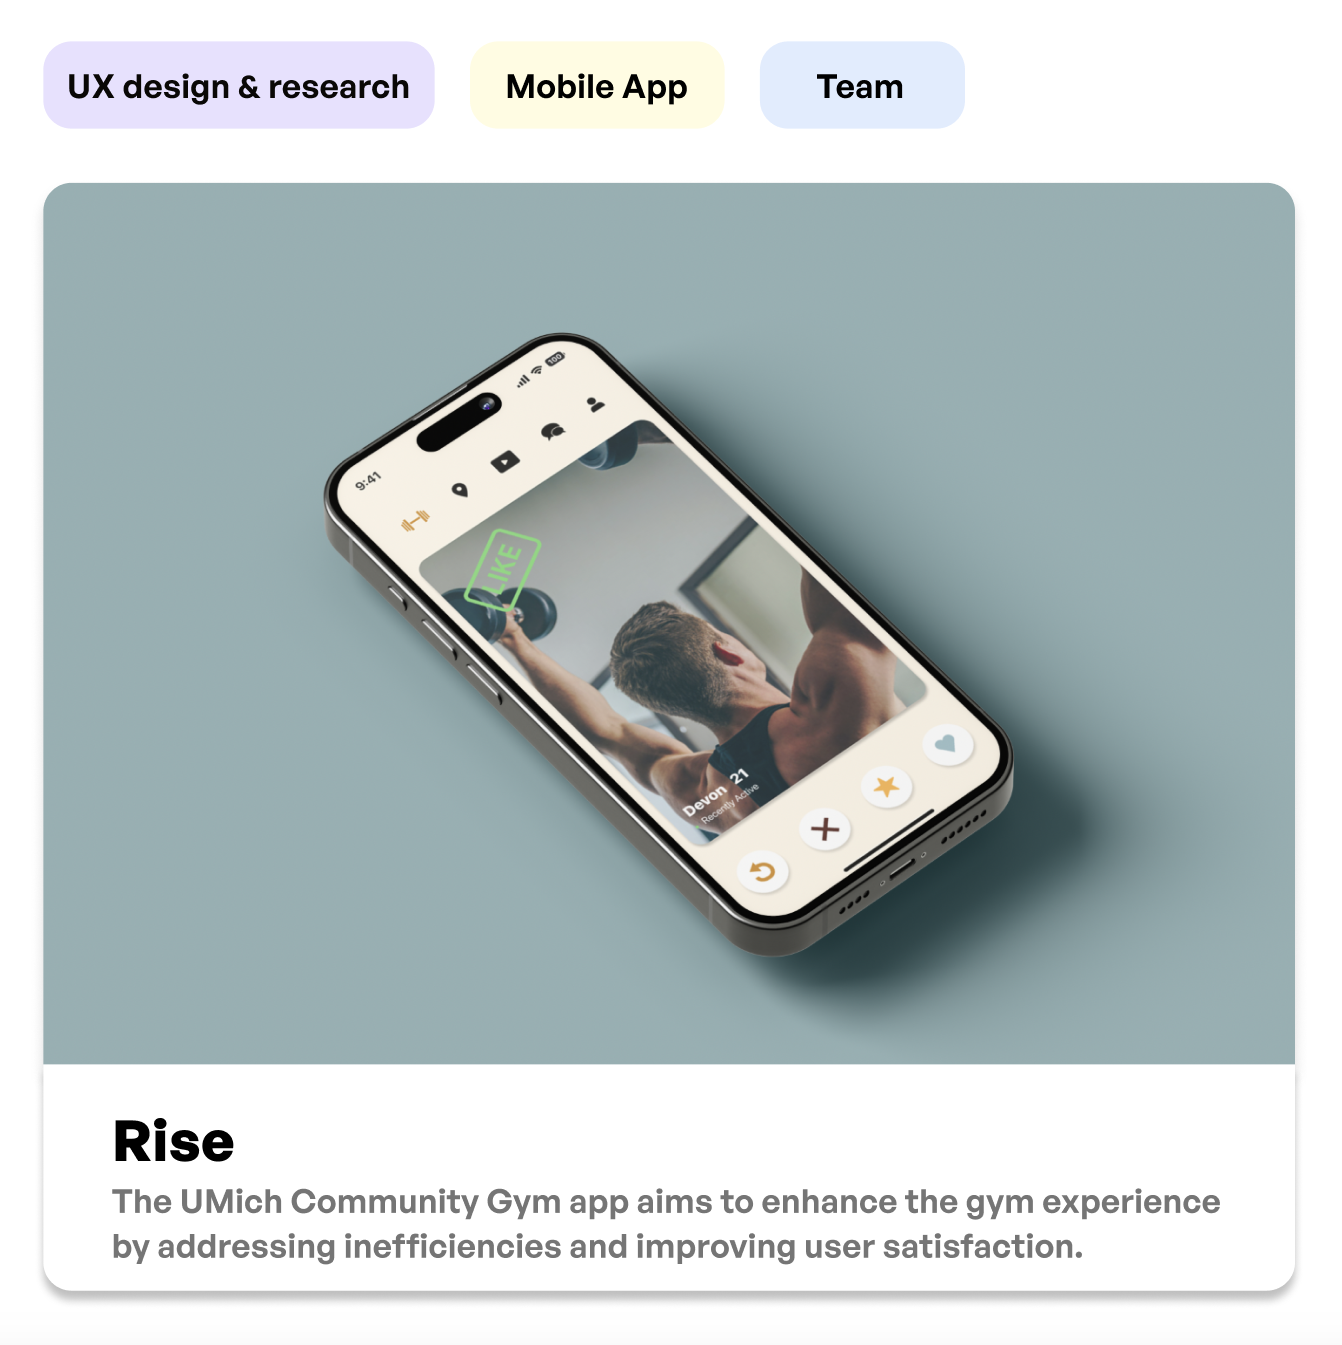 UX design & research
Mobile App
Team
100
9:41
LIKE
Devon 21
Recently Active
Rise
The UMich Community Gym app aims to enhance the gym experience
by addressing inefficiencies and improving user satisfaction.